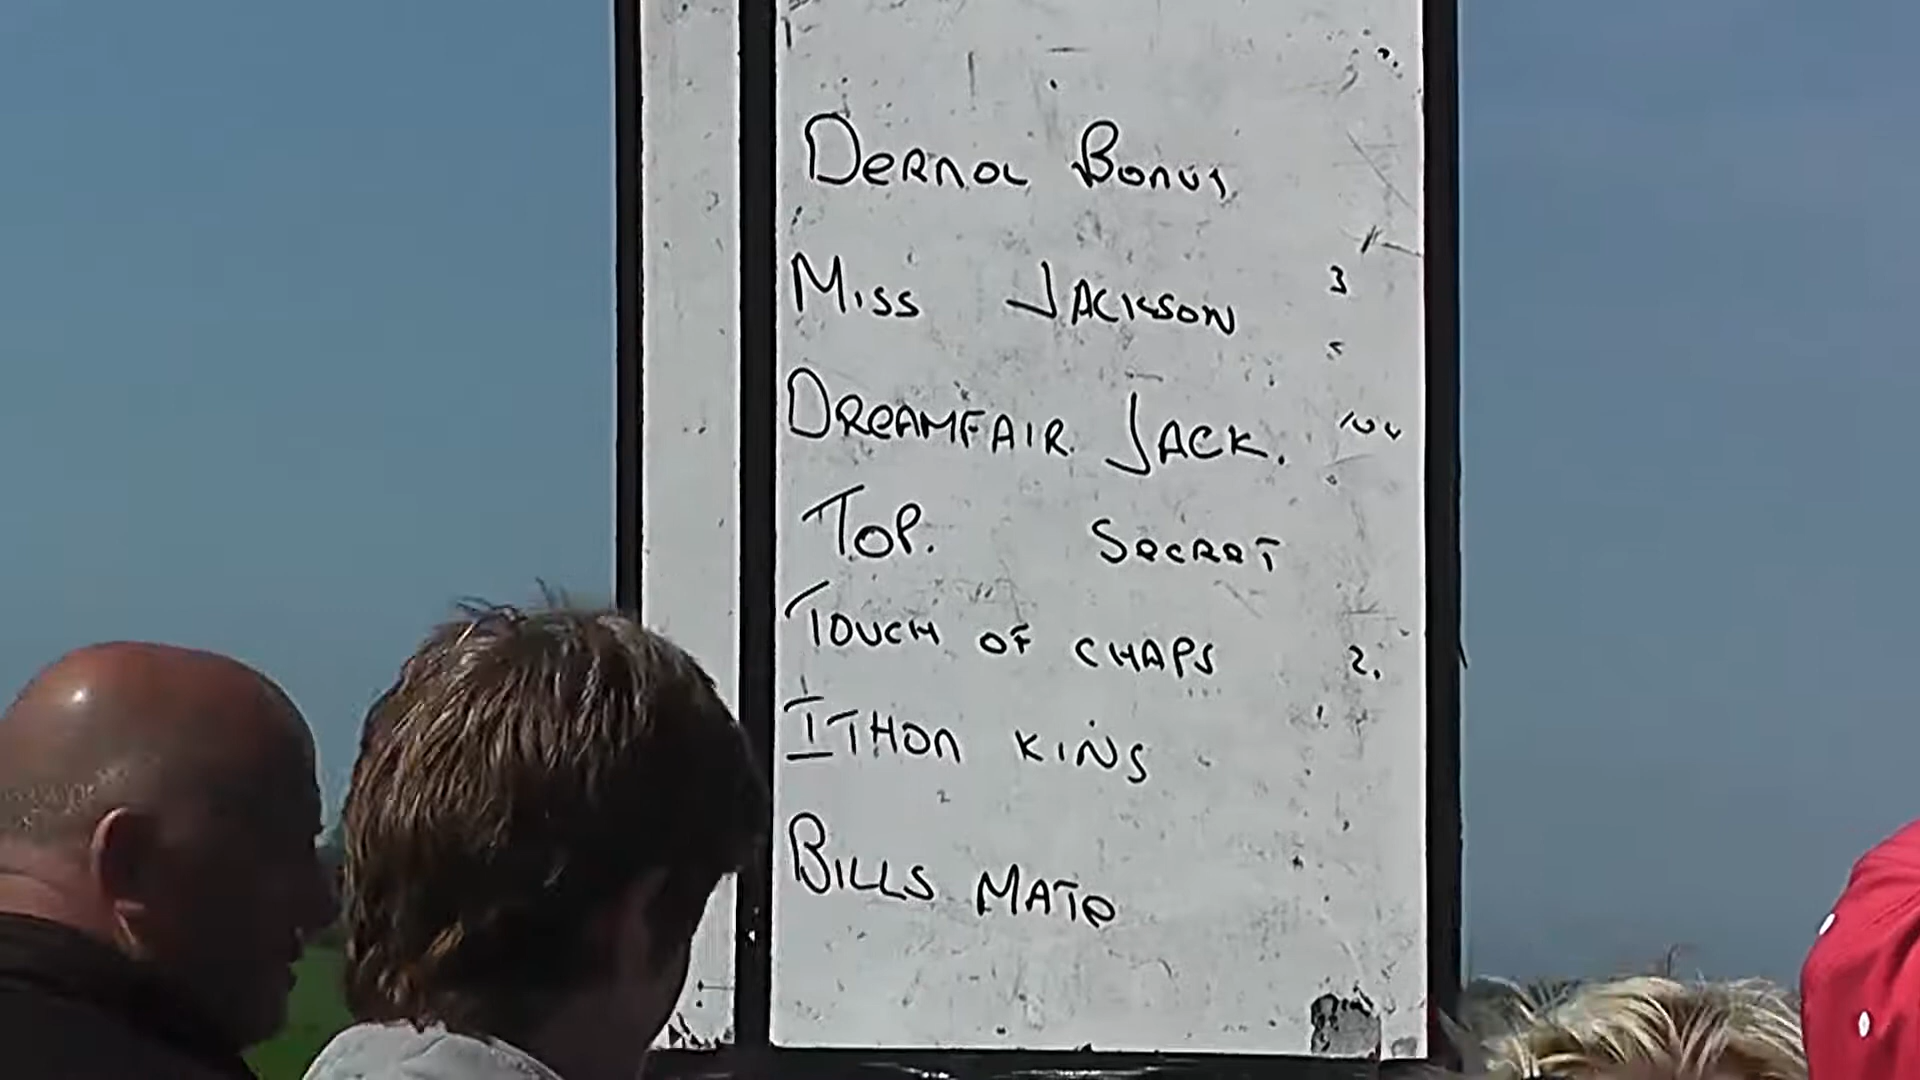 Dernol Bonus
Miss Jackson 3
Dreamfair Jack.
Top. Secret
Touch of Chaps 2.
Ithon King
Bills Mate